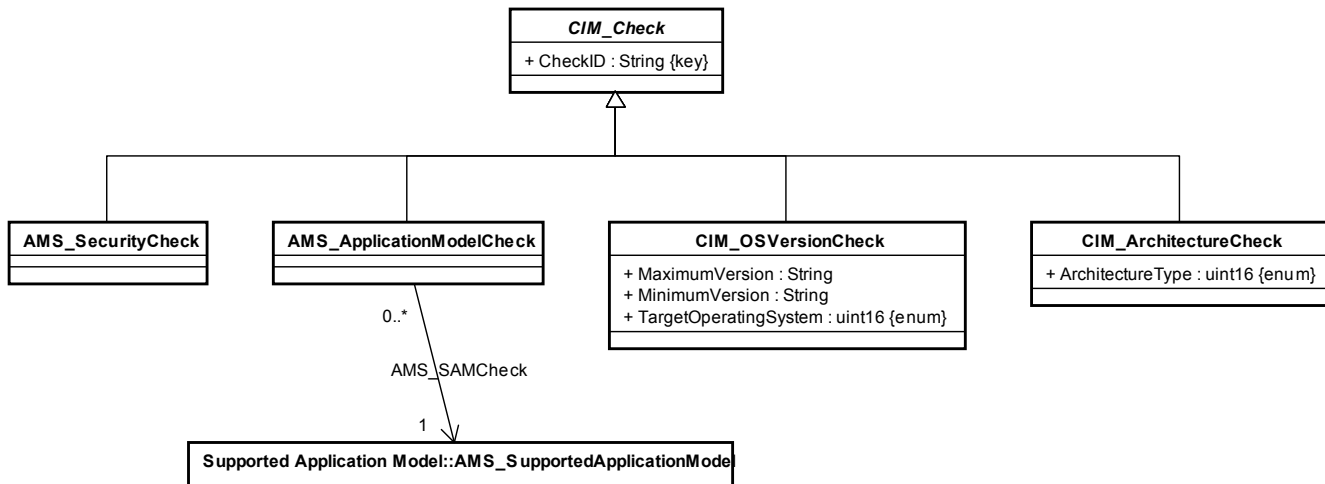 CIM_Check
+ CheckID : String {key}
AMS_SecurityCheck
AMS_ApplicationModelCheck
CIM_OSVersionCheck
+ MaximumVersion : String
+ MinimumVersion : String
+ TargetOperatingSystem : uint16 {enum}
CIM_ArchitectureCheck
+ ArchitectureType : uint16 {enum}
0..*
AMS_SAMCheck
1
Supported Application Model::AMS_SupportedApplicationModel